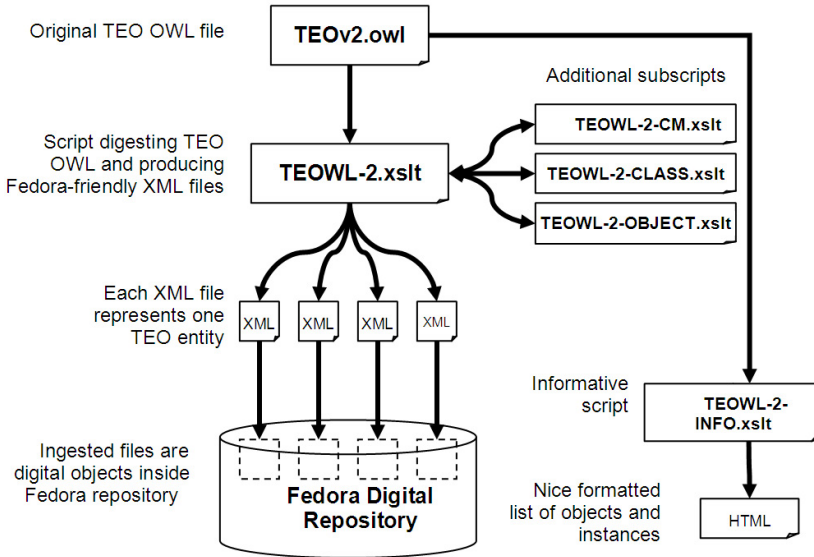 Original TEO OWL file
TEOv2.owl
Additional subscripts
TEOWL-2-CM.xslt
Script digesting TEO
OWL and producing
Fedora-friendly XML files
TEOWL-2.xslt
TEOWL-2-CLASS.xslt
TEOWL-2-OBJECT.xslt
Each XML file
represents one
TEO entity
XML
XML
XML
XML
Informative
script
TEOWL-2-
INFO.xslt
Ingested files are
digital objects inside
Fedora repository
Fedora Digital
Repository
Nice formatted
list of objects and
instances
HTML